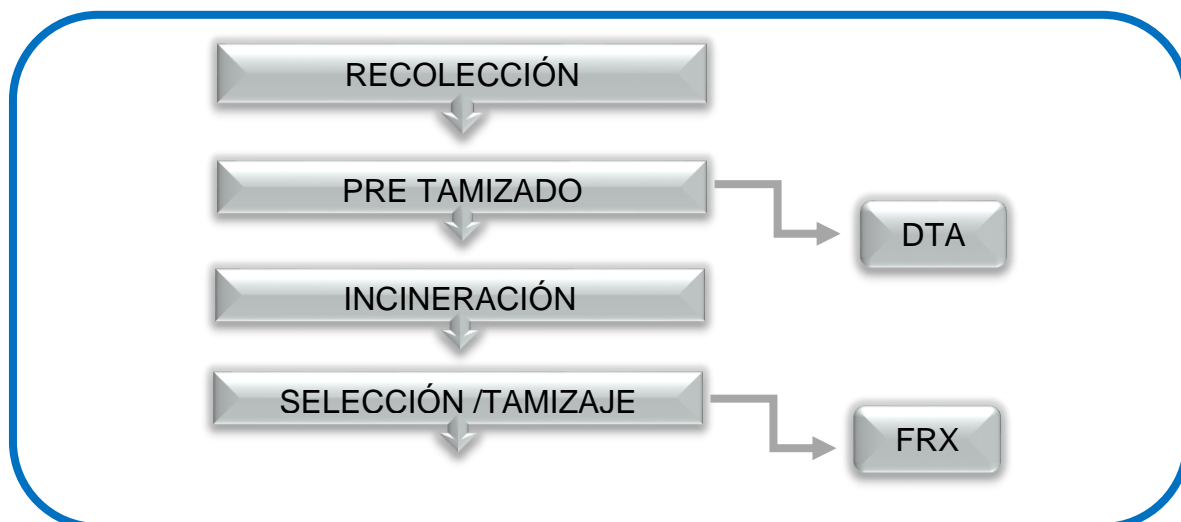 RECOLECCIÓN
PRE TAMIZADO
DTA
INCINERACIÓN
SELECCIÓN /TAMIZAJE
FRX